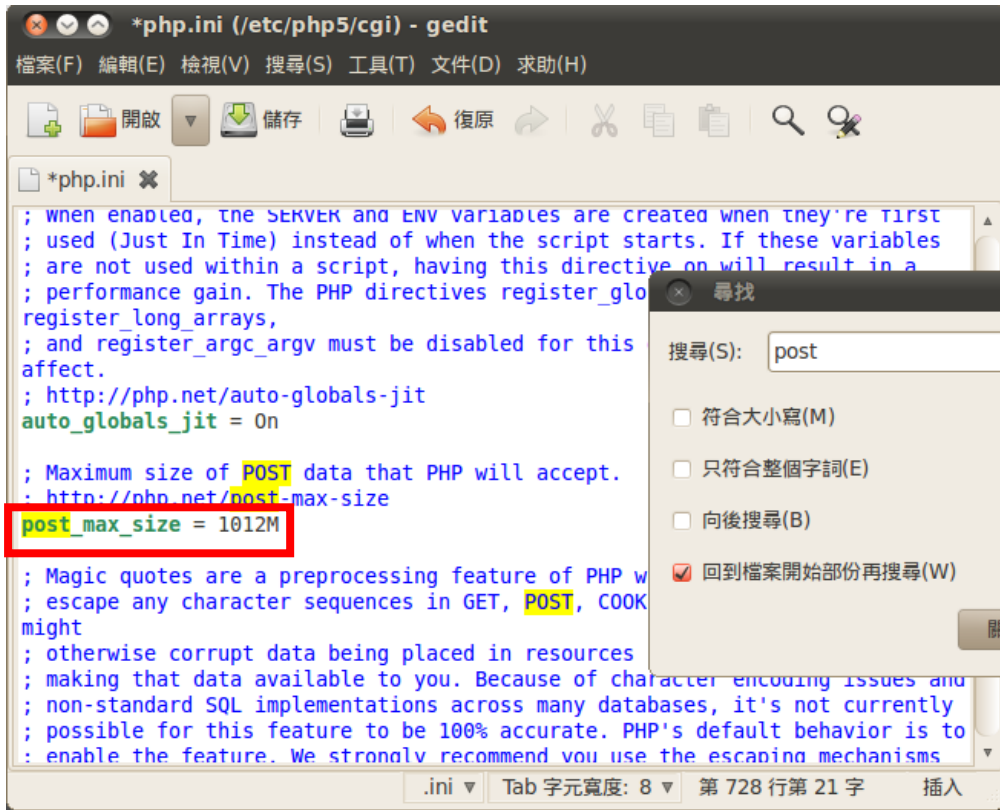 *php.ini (/etc/php5/cgi) - gedit
檔案(F) 編輯(E) 檢視(V) 搜尋(S) 工具(T) 文件(D) 求助(H)
開啟 儲存 復原
*php.ini
; When enabled, the SERVER and ENV variables are created when they're first
; used (Just In Time) instead of when the script starts. If these variables
; are not used within a script, having this directive on will result in a
; performance gain. The PHP directives register_glo
register_long_arrays,
; and register_argc_argv must be disabled for this
affect.
; http://php.net/auto-globals-jit
auto_globals_jit = On
; Maximum size of POST data that PHP will accept.
; http://php.net/post-max-size
post_max_size = 1012M
; Magic quotes are a preprocessing feature of PHP w
; escape any character sequences in GET, POST, COOK
might
; otherwise corrupt data being placed in resources
; making that data available to you. Because of character encoding issues and
; non-standard SQL implementations across many databases, it's not currently
; possible for this feature to be 100% accurate. PHP's default behavior is to
; enable the feature. We strongly recommend you use the escaping mechanisms
尋找
搜尋(S): post
符合大小寫(M)
只符合整個字詞(E)
向後搜尋(B)
回到檔案開始部份再搜尋(W)
.ini Tab 字元寬度: 8 第 728 行第 21 字 插入